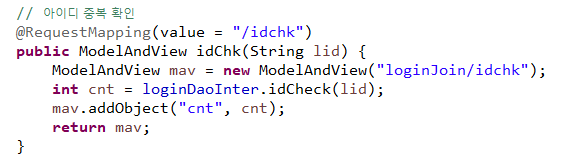 // 아이디 중복 확인
@RequestMapping(value = "/idchk")
public ModelAndView idChk(String lid) {
    ModelAndView mav = new ModelAndView("loginJoin/idchk");
    int cnt = loginDaoInter.idCheck(lid);
    mav.addObject("cnt", cnt);
    return mav;
}